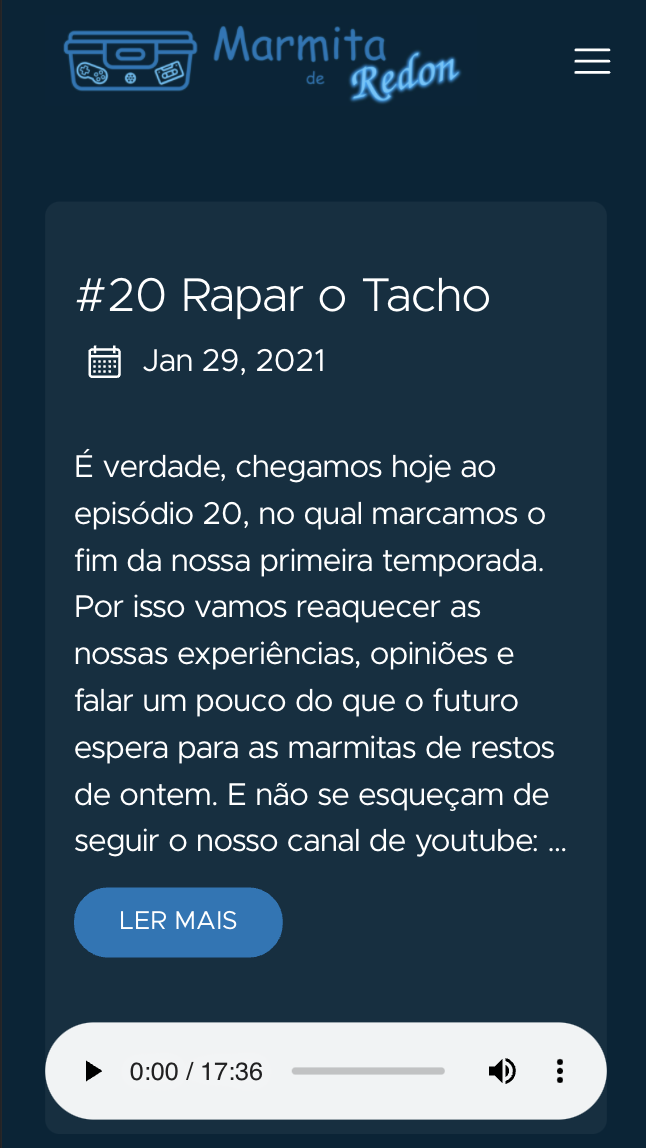 Marmita
de Redon
#20 Rapar o Tacho
Jan 29, 2021
É verdade, chegamos hoje ao
episódio 20, no qual marcamos o
fim da nossa primeira temporada.
Por isso vamos reaquecer as
nossas experiências, opiniões e
falar um pouco do que o futuro
espera para as marmitas de restos
de ontem. E não se esqueçam de
seguir o nosso canal de youtube: ...
LER MAIS
0:00 / 17:36